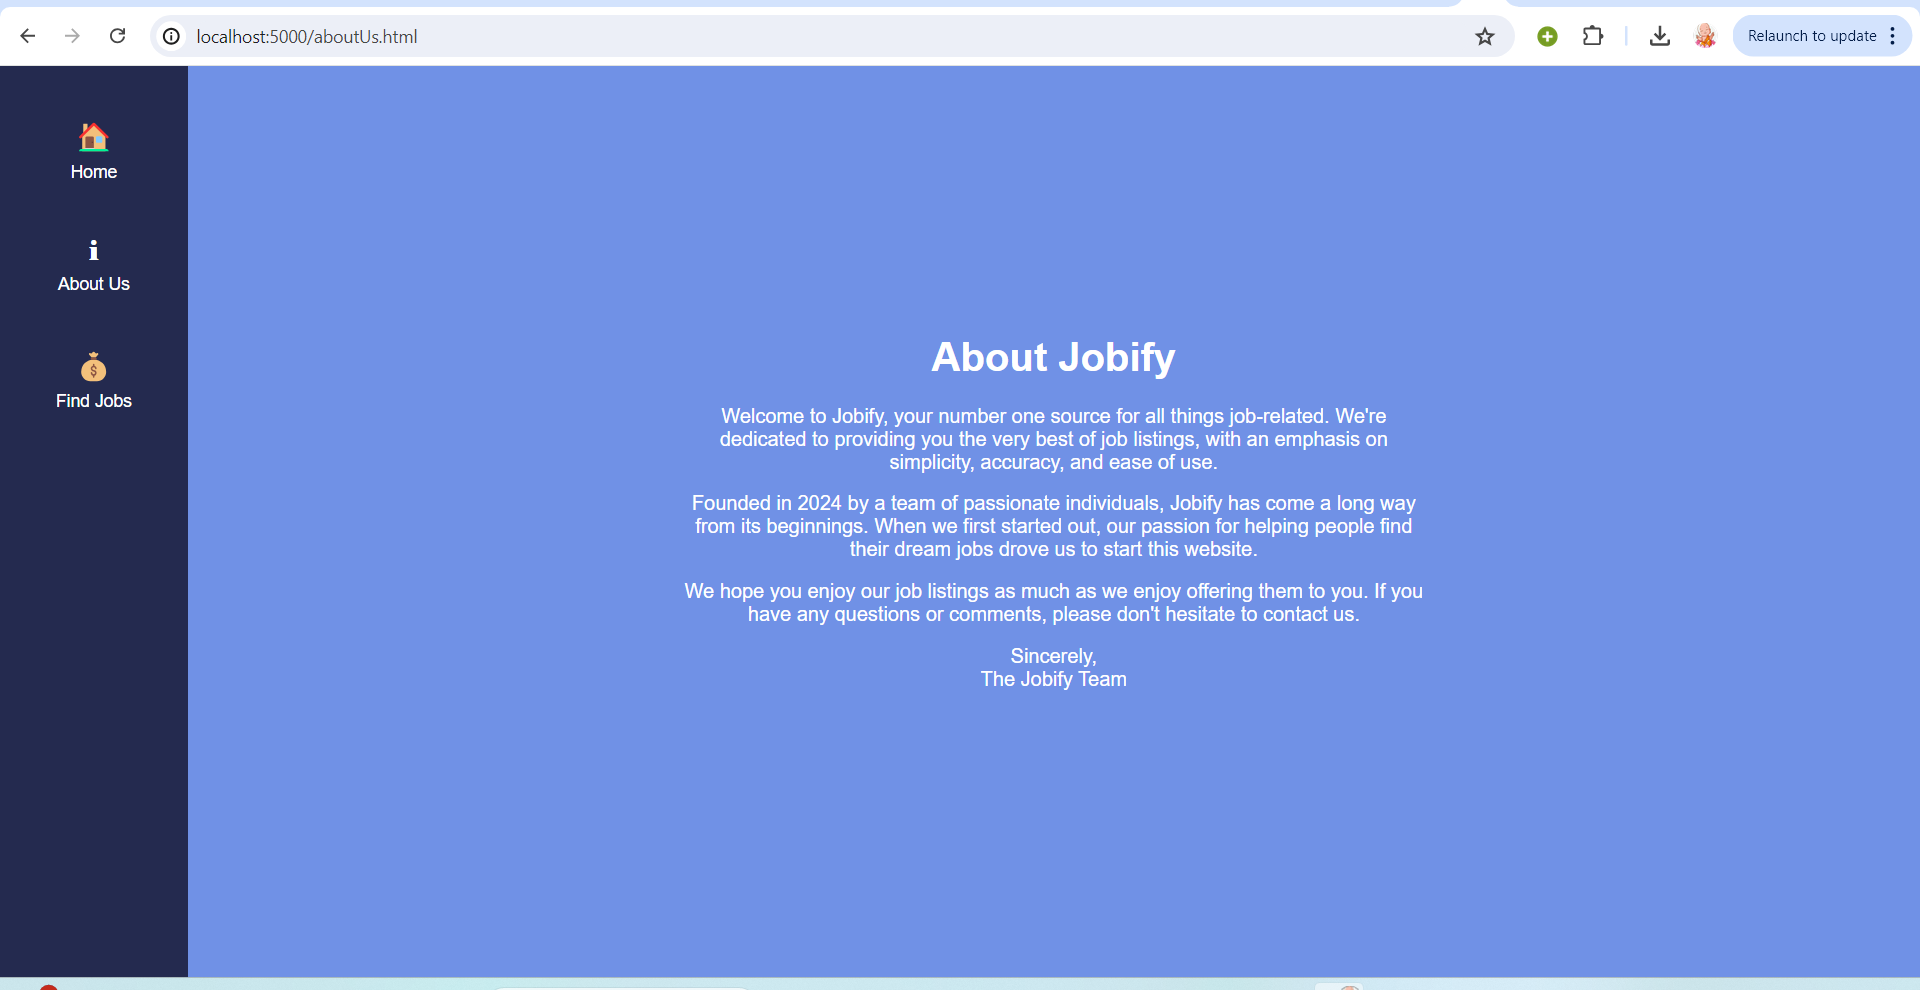 localhost:5000/aboutUs.html
Relaunch to update
Home
About Us
Find Jobs
About Jobify
Welcome to Jobify, your number one source for all things job-related. We're
dedicated to providing you the very best of job listings, with an emphasis on
simplicity, accuracy, and ease of use.
Founded in 2024 by a team of passionate individuals, Jobify has come a long way
from its beginnings. When we first started out, our passion for helping people find
their dream jobs drove us to start this website.
We hope you enjoy our job listings as much as we enjoy offering them to you. If you
have any questions or comments, please don't hesitate to contact us.
Sincerely,
The Jobify Team